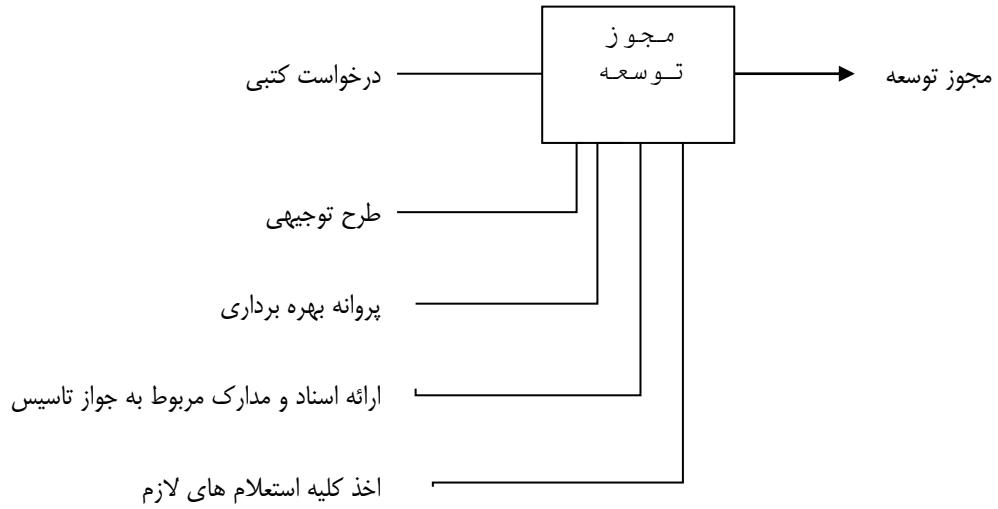 مجوز
توسعه
درخواست کتبی
مجوز توسعه
طرح توجیهی
پروانه بهره برداری
ارائه اسناد و مدارک مربوط به جواز تاسیس
اخذ کلیه استعلام های لازم